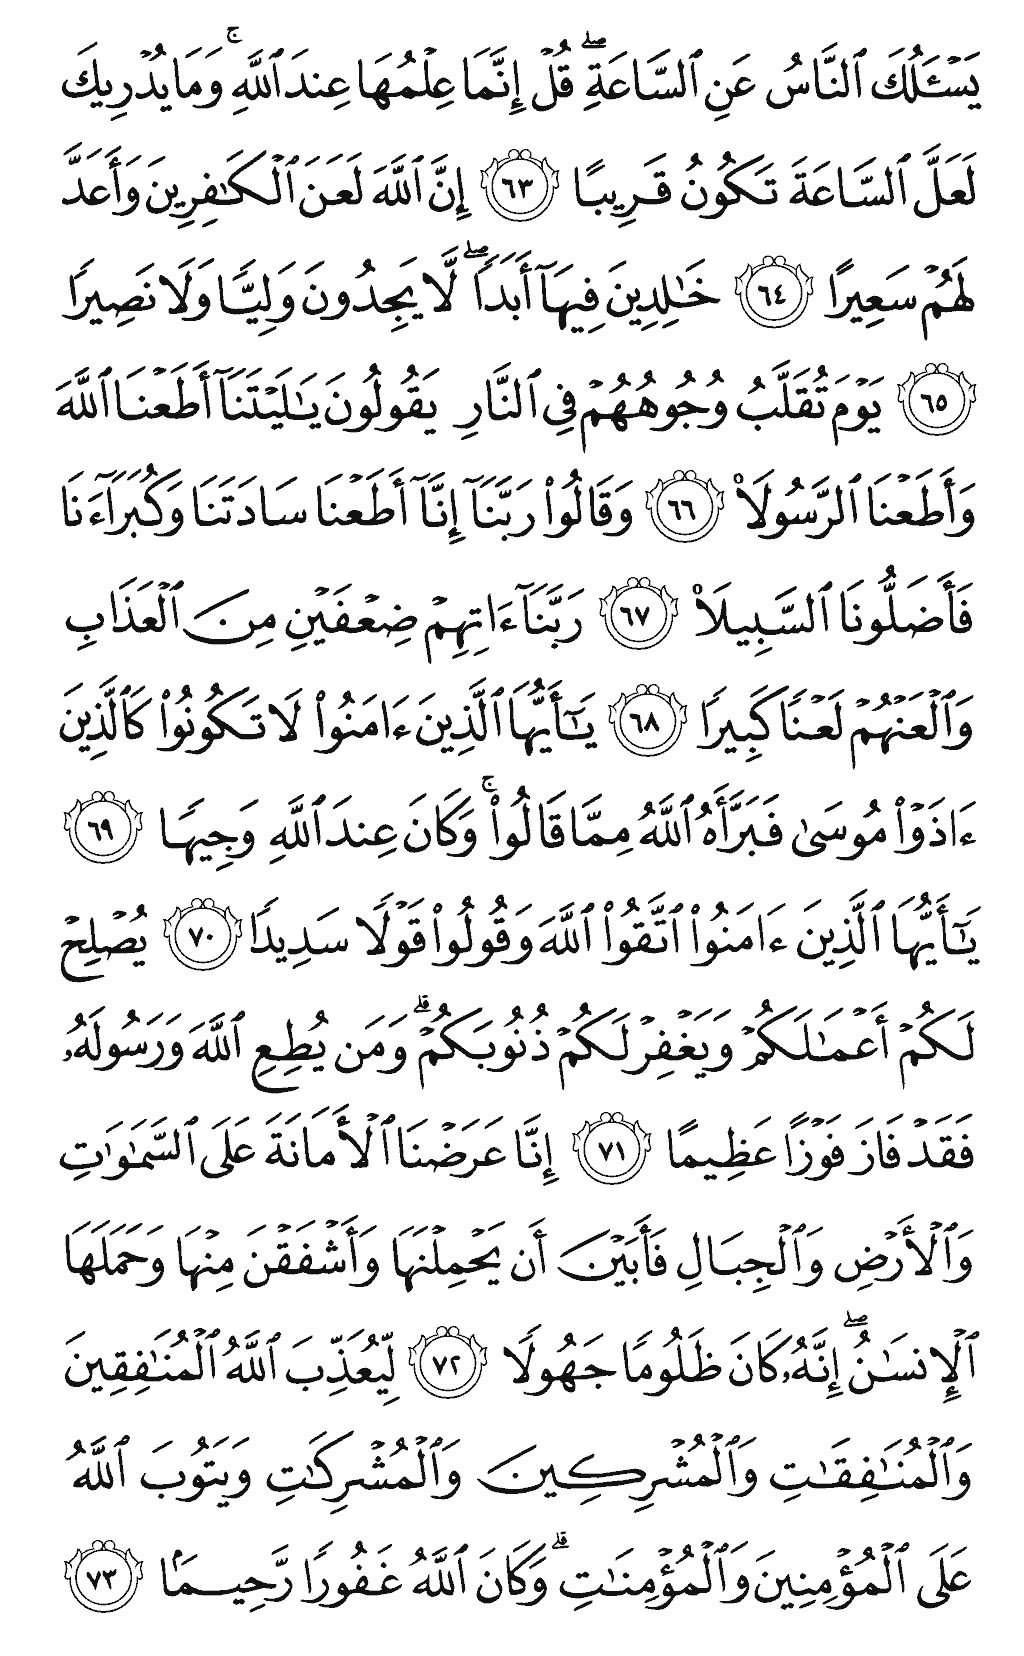 يَسْـَٔلُكَ ٱلنَّاسُ عَنِ ٱلسَّاعَةِ ۖ قُلْ إِنَّمَا عِلْمُهَا عِندَ ٱللَّهِ ۚ وَمَا يُدْرِيكَ
لَعَلَّ ٱلسَّاعَةَ تَكُونُ قَرِيبًا ٦٣ إِنَّ ٱللَّهَ لَعَنَ ٱلْكَـٰفِرِينَ وَأَعَدَّ
لَهُمْ سَعِيرًا ٦٤ خَـٰلِدِينَ فِيهَآ أَبَدًا ۖ لَّا يَجِدُونَ وَلِيًّا وَلَا نَصِيرًا
٦٥ يَوْمَ تُقَلَّبُ وُجُوهُهُمْ فِى ٱلنَّارِ يَقُولُونَ يَـٰلَيْتَنَآ أَطَعْنَا ٱللَّهَ
وَأَطَعْنَا ٱلرَّسُولَا۠ ٦٦ وَقَالُوا۟ رَبَّنَآ إِنَّآ أَطَعْنَا سَادَتَنَا وَكُبَرَآءَنَا
فَأَضَلُّونَا ٱلسَّبِيلَا۠ ٦٧ رَبَّنَآ ءَاتِهِمْ ضِعْفَيْنِ مِنَ ٱلْعَذَابِ
وَٱلْعَنْهُمْ لَعْنًا كَبِيرًا ٦٨ يَـٰٓأَيُّهَا ٱلَّذِينَ ءَامَنُوا۟ لَا تَكُونُوا۟ كَٱلَّذِينَ
ءَاذَوْا۟ مُوسَىٰ فَبَرَّأَهُ ٱللَّهُ مِمَّا قَالُوا۟ ۚ وَكَانَ عِندَ ٱللَّهِ وَجِيهًا ٦٩
يَـٰٓأَيُّهَا ٱلَّذِينَ ءَامَنُوا۟ ٱتَّقُوا۟ ٱللَّهَ وَقُولُوا۟ قَوْلًا سَدِيدًا ٧٠ يُصْلِحْ
لَكُمْ أَعْمَـٰلَكُمْ وَيَغْفِرْ لَكُمْ ذُنُوبَكُمْ ۗ وَمَن يُطِعِ ٱللَّهَ وَرَسُولَهُۥ
فَقَدْ فَازَ فَوْزًا عَظِيمًا ٧١ إِنَّا عَرَضْنَا ٱلْأَمَانَةَ عَلَى ٱلسَّمَـٰوَٰتِ
وَٱلْأَرْضِ وَٱلْجِبَالِ فَأَبَيْنَ أَن يَحْمِلْنَهَا وَأَشْفَقْنَ مِنْهَا وَحَمَلَهَا
ٱلْإِنسَـٰنُ ۖ إِنَّهُۥ كَانَ ظَلُومًا جَهُولًا ٧٢ لِّيُعَذِّبَ ٱللَّهُ ٱلْمُنَـٰفِقِينَ
وَٱلْمُنَـٰفِقَـٰتِ وَٱلْمُشْرِكِينَ وَٱلْمُشْرِكَـٰتِ وَيَتُوبَ ٱللَّهُ
عَلَى ٱلْمُؤْمِنِينَ وَٱلْمُؤْمِنَـٰتِ ۗ وَكَانَ ٱللَّهُ غَفُورًا رَّحِيمًۢا ٧٣